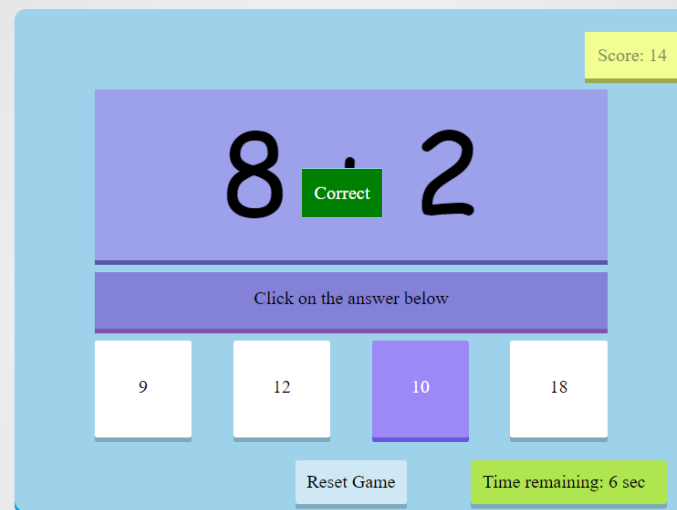 Score: 14
8 2
Correct
Click on the answer below
9 12 10 18
Reset Game Time remaining: 6 sec